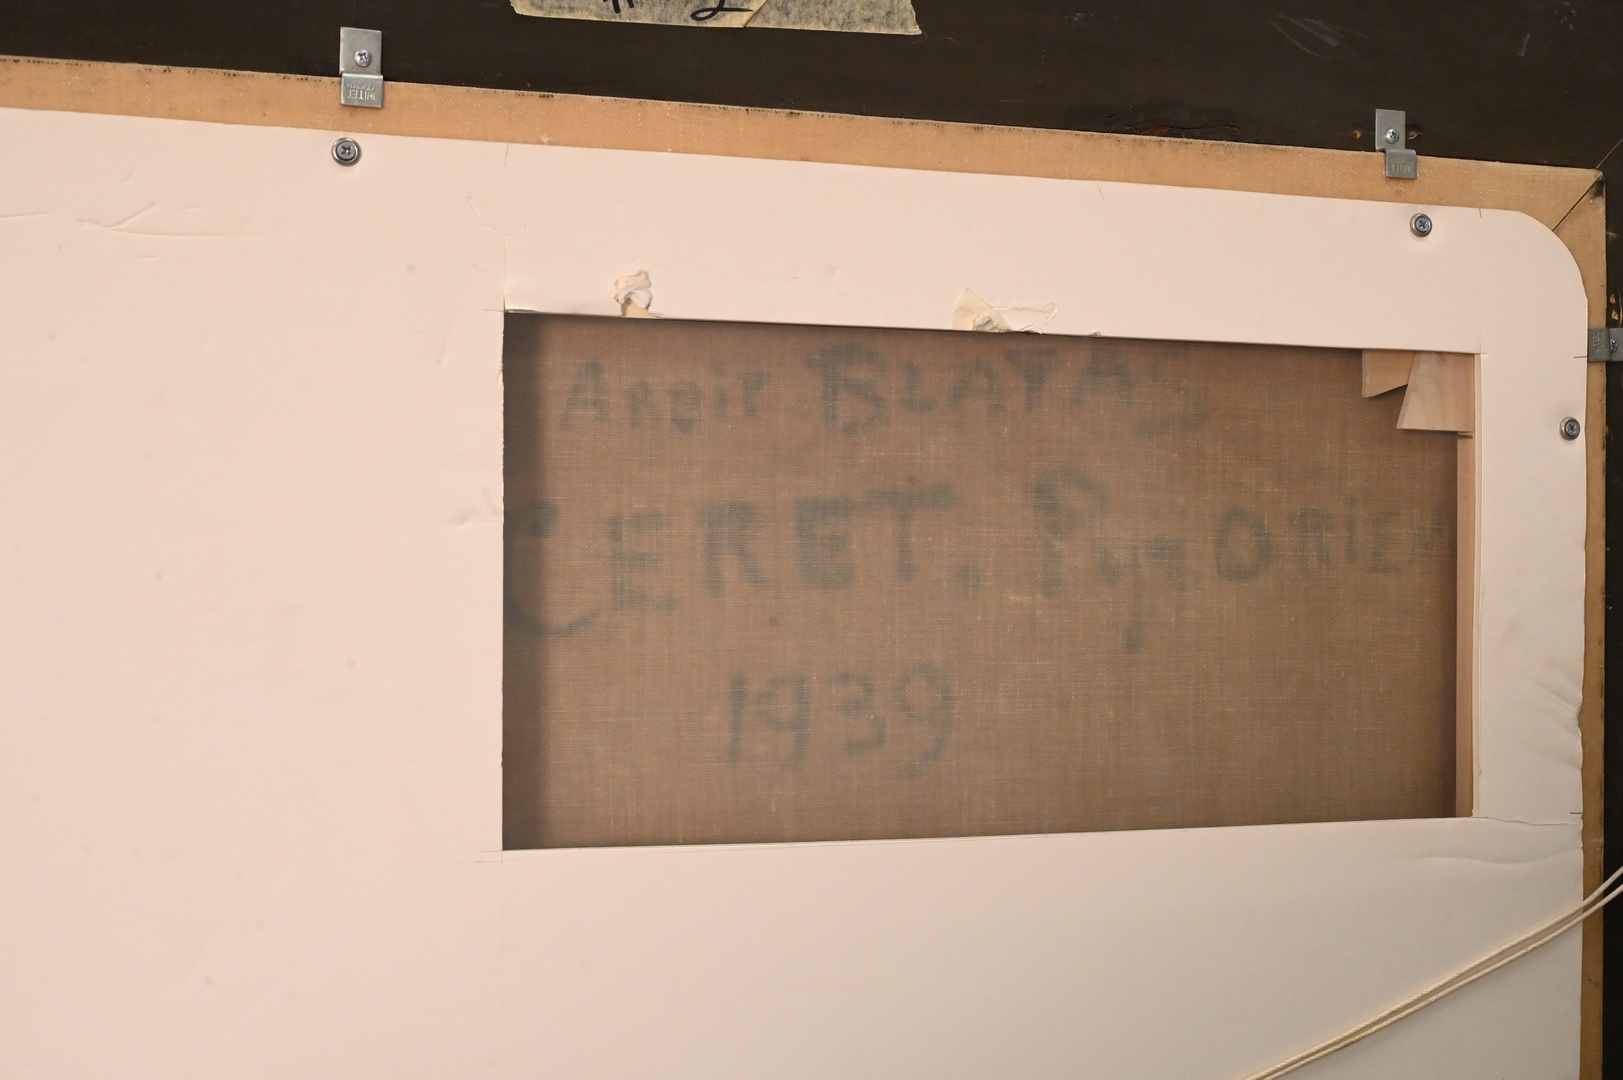 Arbit BLATAS
CERET. Pyr. ORIEN
1939